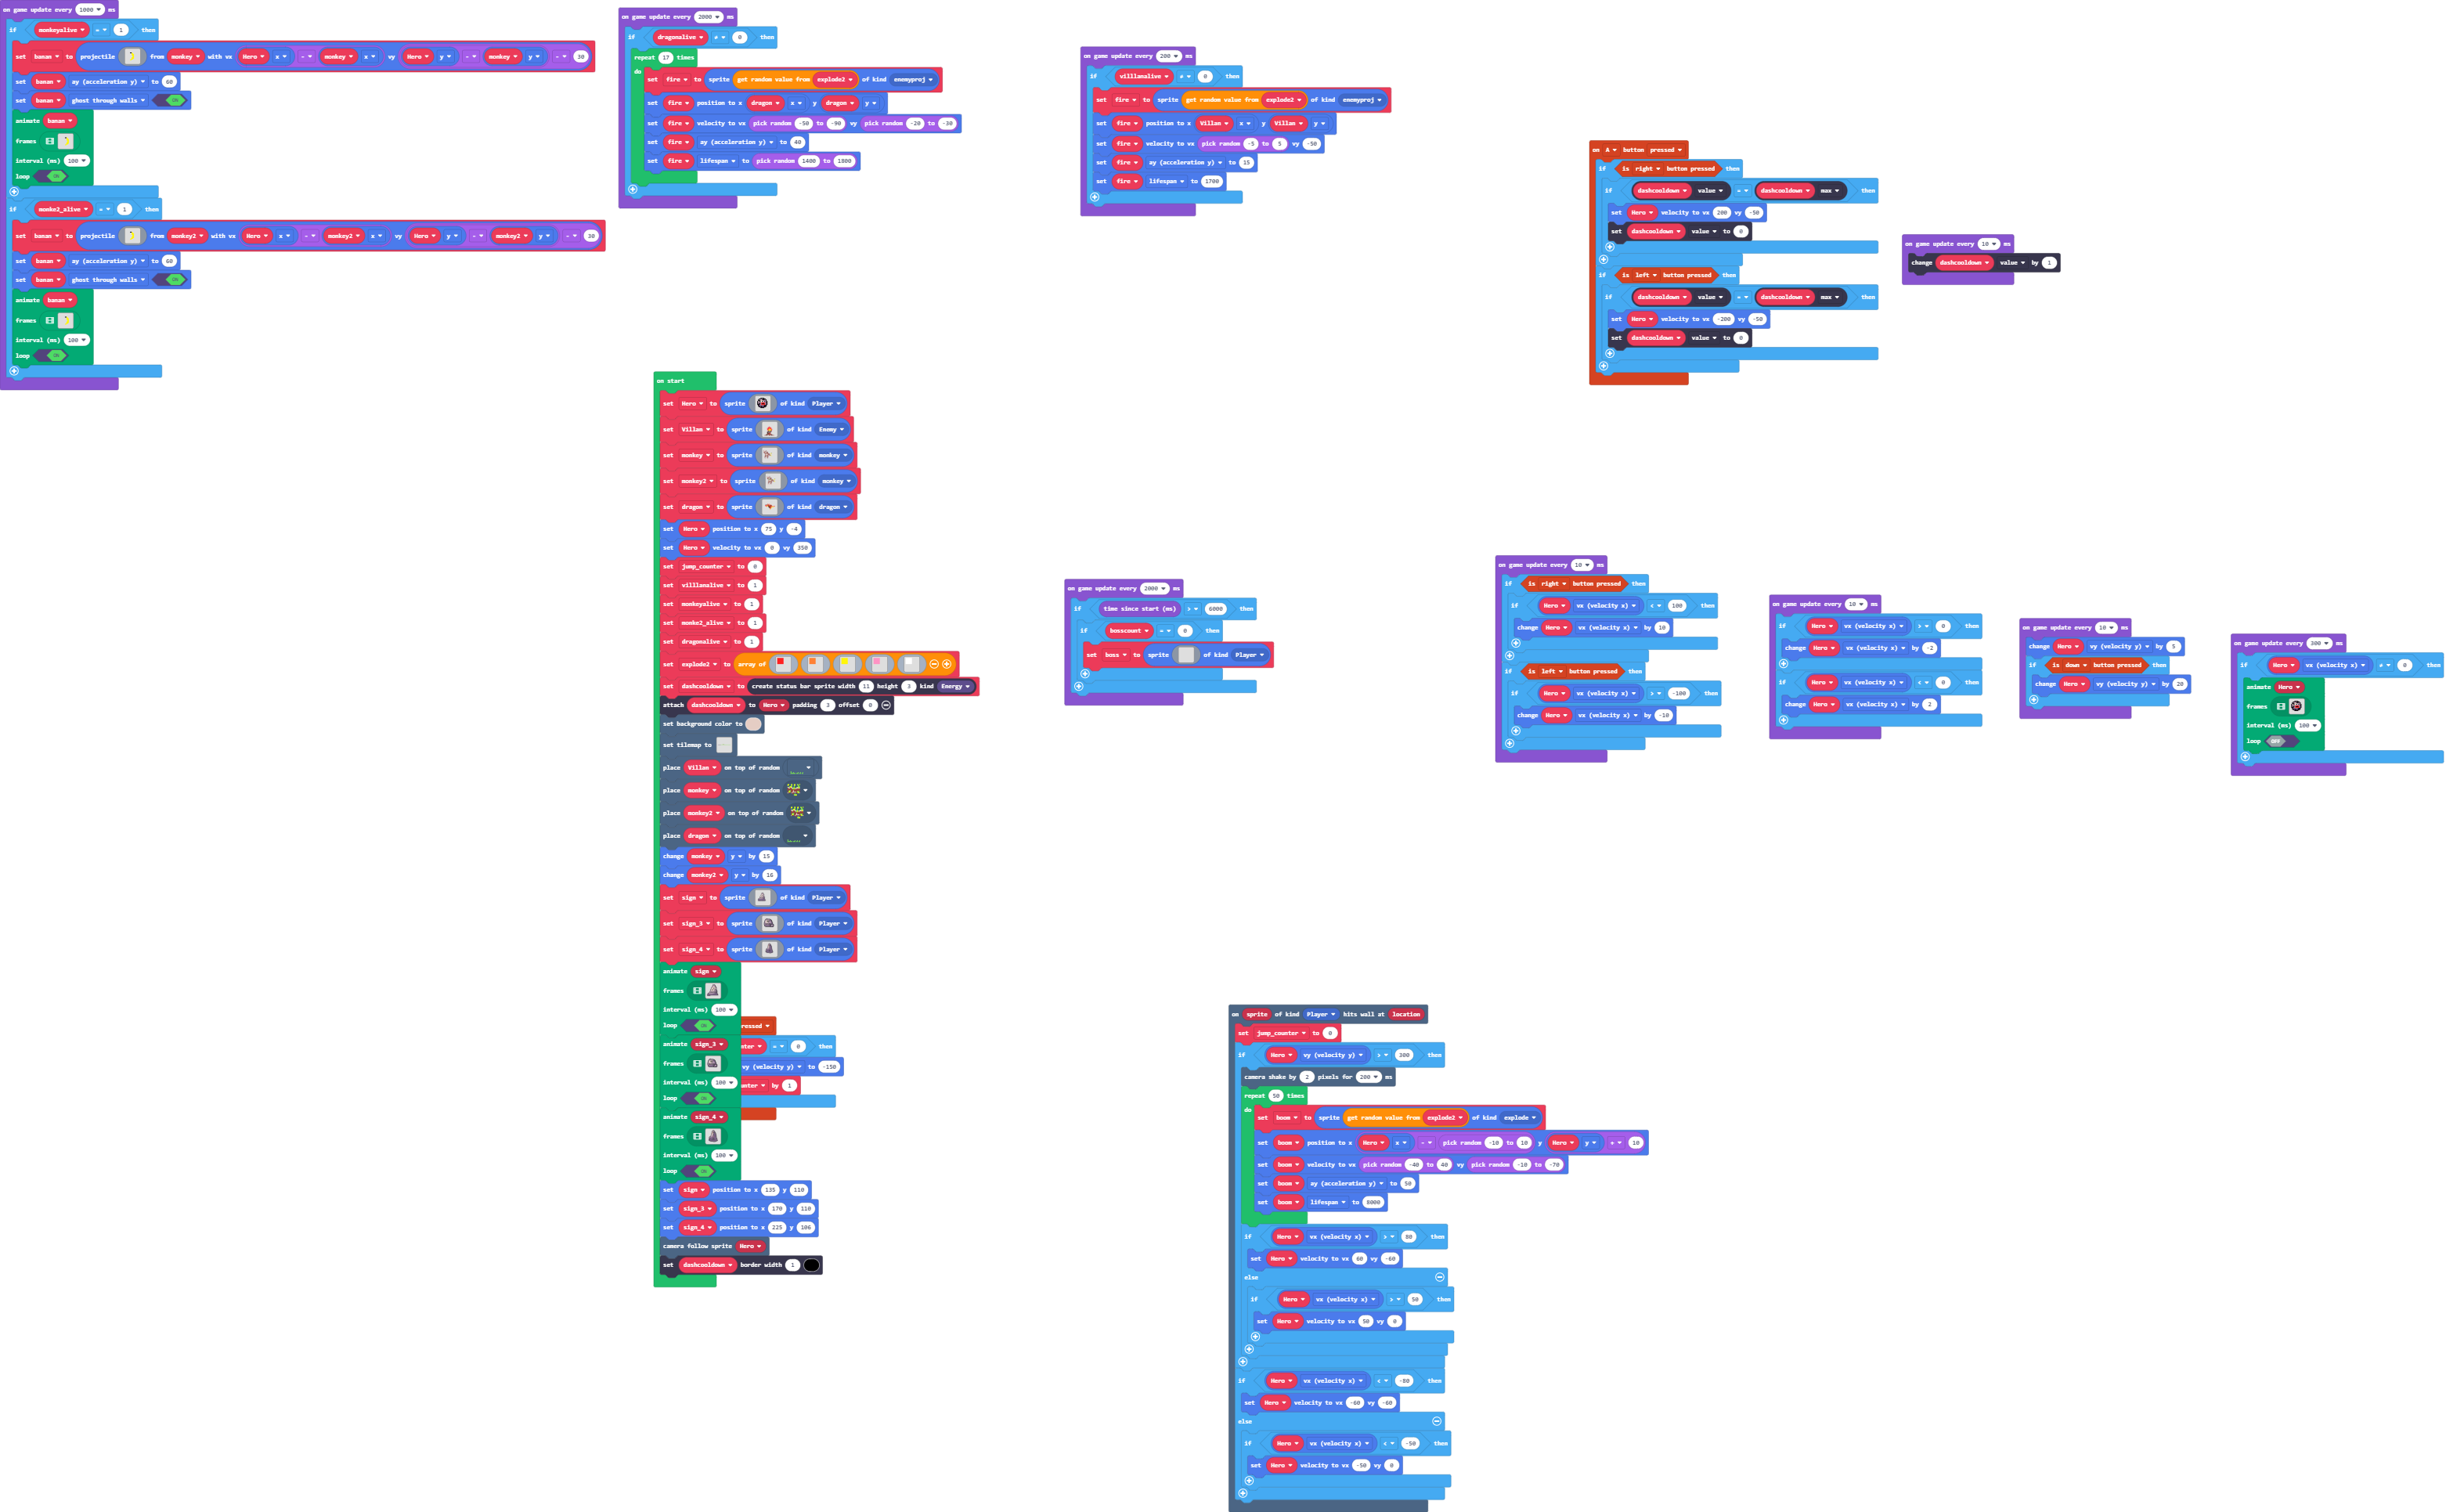 on game update every 1000 ms
if monkeyalive = 1 then
set banan to projectile from monkey with vx Hero x - monkey x vy Hero y - monkey y - 30
set banan ay (acceleration y) to 60
set banan ghost through walls ON
animate banan
frames
interval (ms) 100
loop ON
if monke2_alive = 1 then
set banan to projectile from monkey2 with vx Hero x - monkey2 x vy Hero y - monkey2 y - 30
set banan ay (acceleration y) to 60
set banan ghost through walls ON
animate banan
frames
interval (ms) 100
loop ON
on game update every 2000 ms
if dragonalive ≠ 0 then
repeat 17 times
do
set fire to sprite get random value from explode2 of kind enemyproj
set fire position to x dragon x y dragon y
set fire velocity to vx pick random -50 to -90 vy pick random -20 to -30
set fire ay (acceleration y) to 40
set fire lifespan to pick random 1400 to 1800
on game update every 200 ms
if villlanalive ≠ 0 then
set fire to sprite get random value from explode2 of kind enemyproj
set fire position to x Villan x y Villan y
set fire velocity to vx pick random -5 to 5 vy -50
set fire ay (acceleration y) to 15
set fire lifespan to 1700
on A button pressed
if is right button pressed then
if dashcooldown value = dashcooldown max then
set Hero velocity to vx 200 vy -50
set dashcooldown value to 0
if is left button pressed then
if dashcooldown value = dashcooldown max then
set Hero velocity to vx -200 vy -50
set dashcooldown value to 0
on game update every 10 ms
change dashcooldown value by 1
on start
set Hero to sprite of kind Player
set Villan to sprite of kind Enemy
set monkey to sprite of kind monkey
set monkey2 to sprite of kind monkey
set dragon to sprite of kind dragon
set Hero position to x 75 y -4
set Hero velocity to vx 0 vy 350
set jump_counter to 0
set villlanalive to 1
set monkeyalive to 1
set monke2_alive to 1
set dragonalive to 1
set explode2 to array of
set dashcooldown to create status bar sprite width 11 height 3 kind Energy
attach dashcooldown to Hero padding 3 offset 0
set background color to
set tilemap to
place Villan on top of random
place monkey on top of random
place monkey2 on top of random
place dragon on top of random
change monkey y by 15
change monkey2 y by 16
set sign to sprite of kind Player
set sign_3 to sprite of kind Player
set sign_4 to sprite of kind Player
animate sign
frames
interval (ms) 100
loop ON
ressed
animate sign_3
nter = 0 then
frames
vy (velocity y) to -150
interval (ms) 100
unter by 1
loop ON
animate sign_4
frames
interval (ms) 100
loop ON
set sign position to x 135 y 110
set sign_3 position to x 170 y 110
set sign_4 position to x 225 y 106
camera follow sprite Hero
set dashcooldown border width 1
on game update every 2000 ms
if time since start (ms) > 6000 then
if bosscount = 0 then
set boss to sprite of kind Player
on game update every 10 ms
if is right button pressed then
if Hero vx (velocity x) < 100 then
change Hero vx (velocity x) by 10
if is left button pressed then
if Hero vx (velocity x) > -100 then
change Hero vx (velocity x) by -10
on game update every 10 ms
if Hero vx (velocity x) > 0 then
change Hero vx (velocity x) by -2
if Hero vx (velocity x) < 0 then
change Hero vx (velocity x) by 2
on game update every 10 ms
change Hero vy (velocity y) by 5
if is down button pressed then
change Hero vy (velocity y) by 20
on game update every 300 ms
if Hero vx (velocity x) ≠ 0 then
animate Hero
frames
interval (ms) 100
loop OFF
on sprite of kind Player hits wall at location
set jump_counter to 0
if Hero vy (velocity y) > 300 then
camera shake by 2 pixels for 200 ms
repeat 50 times
do
set boom to sprite get random value from explode2 of kind explode
set boom position to x Hero x - pick random -10 to 10 y Hero y + 10
set boom velocity to vx pick random -40 to 40 vy pick random -10 to -70
set boom ay (acceleration y) to 50
set boom lifespan to 8000
if Hero vx (velocity x) > 80 then
set Hero velocity to vx 60 vy -60
else
if Hero vx (velocity x) > 50 then
set Hero velocity to vx 50 vy 0
if Hero vx (velocity x) < -80 then
set Hero velocity to vx -60 vy -60
else
if Hero vx (velocity x) < -50 then
set Hero velocity to vx -50 vy 0